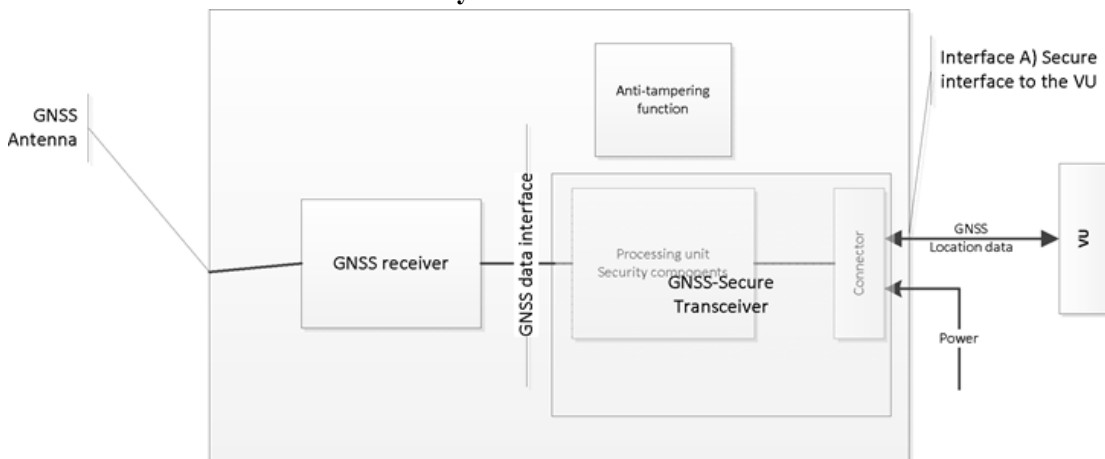 GNSS
Antenna
Anti-tampering
function
Interface A) Secure
interface to the VU
GNSS receiver
GNSS data interface
Processing unit
Security components
GNSS-Secure
Transceiver
Connector
GNSS
Location data
VU
Power